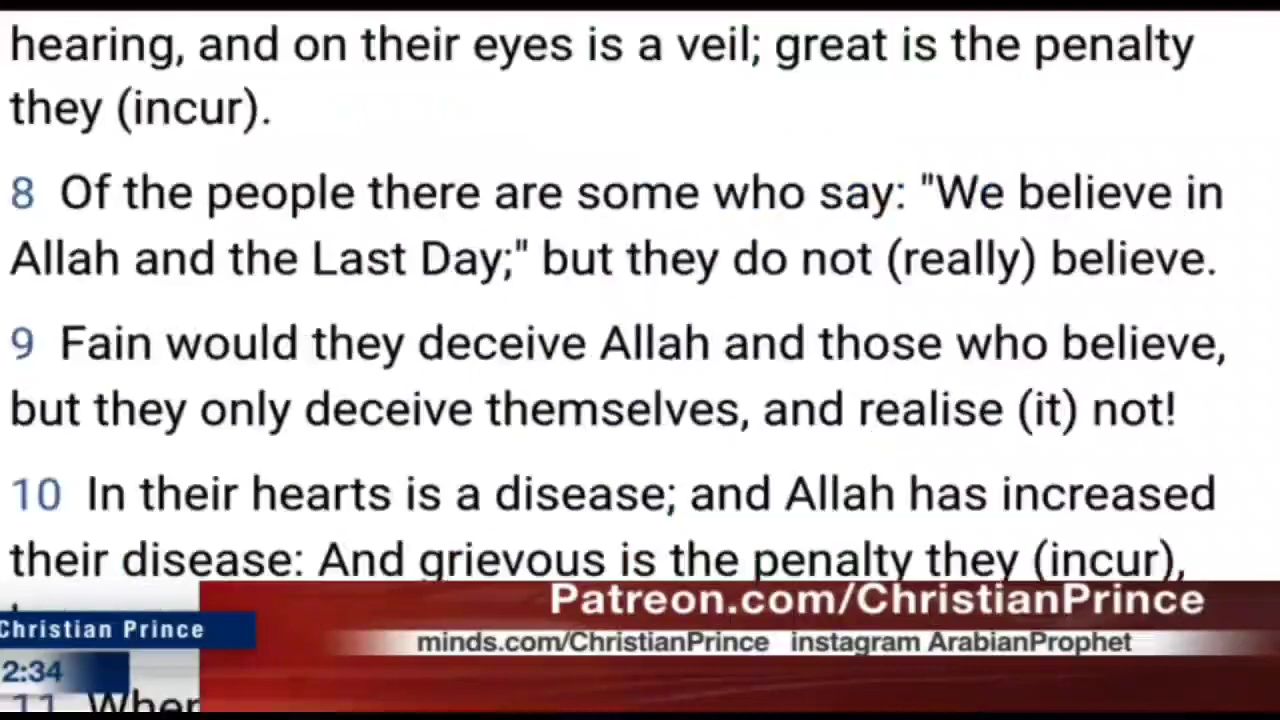 hearing, and on their eyes is a veil; great is the penalty
they (incur).
8 Of the people there are some who say: "We believe in
Allah and the Last Day;" but they do not (really) believe.
9 Fain would they deceive Allah and those who believe,
but they only deceive themselves, and realise (it) not!
10 In their hearts is a disease; and Allah has increased
their disease: And grievous is the penalty they (incur),
Patreon.com/ChristianPrince
Christian Prince
minds.com/ChristianPrince instagram ArabianProphet
2:34
11